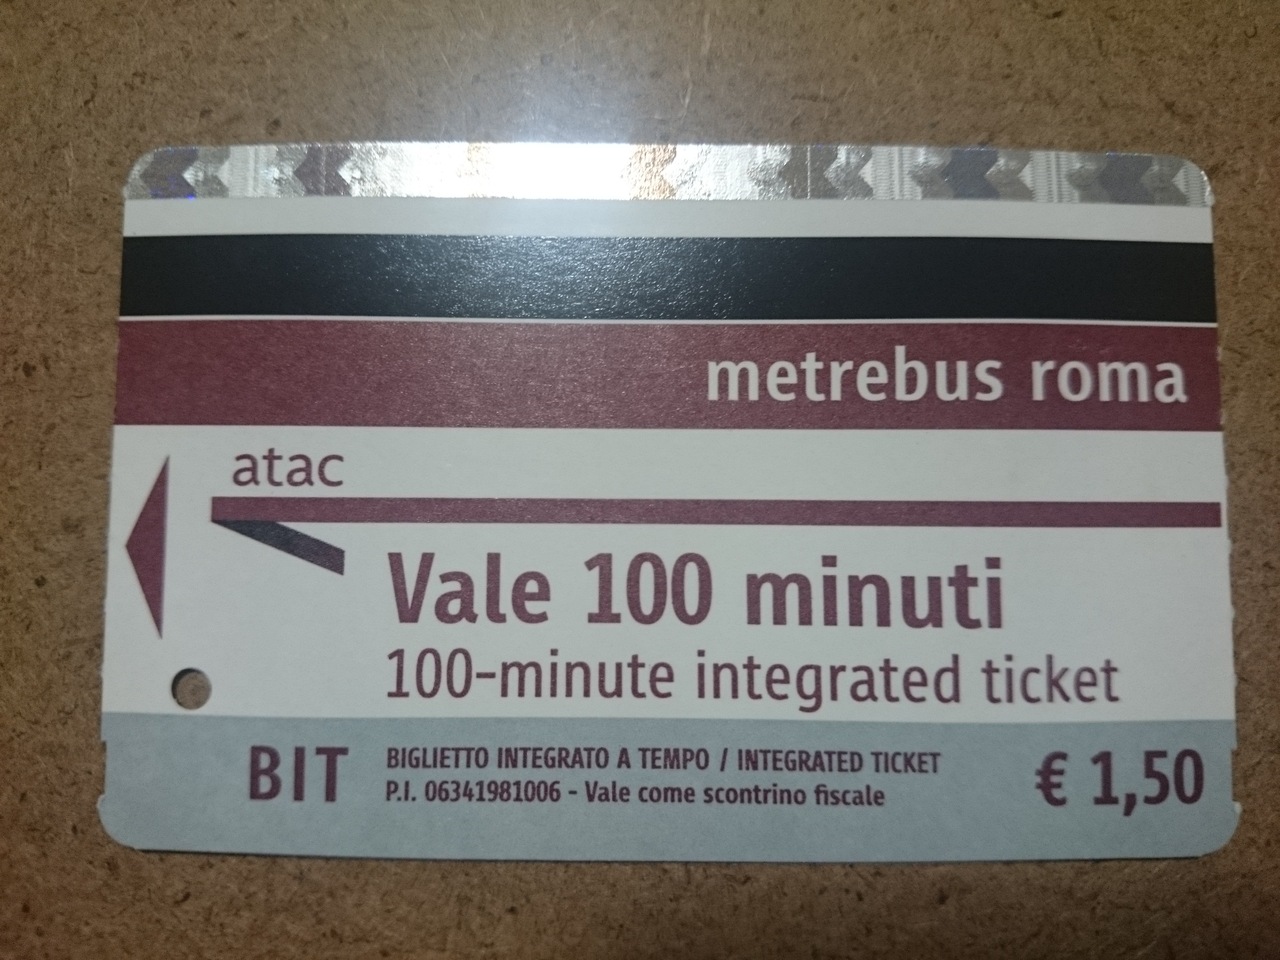 metrebus roma
atac
Vale 100 minuti
100-minute integrated ticket
BIT
BIGLIETTO INTEGRATO A TEMPO / INTEGRATED TICKET
P.I. 06341981006 - Vale come scontrino fiscale
€ 1,50